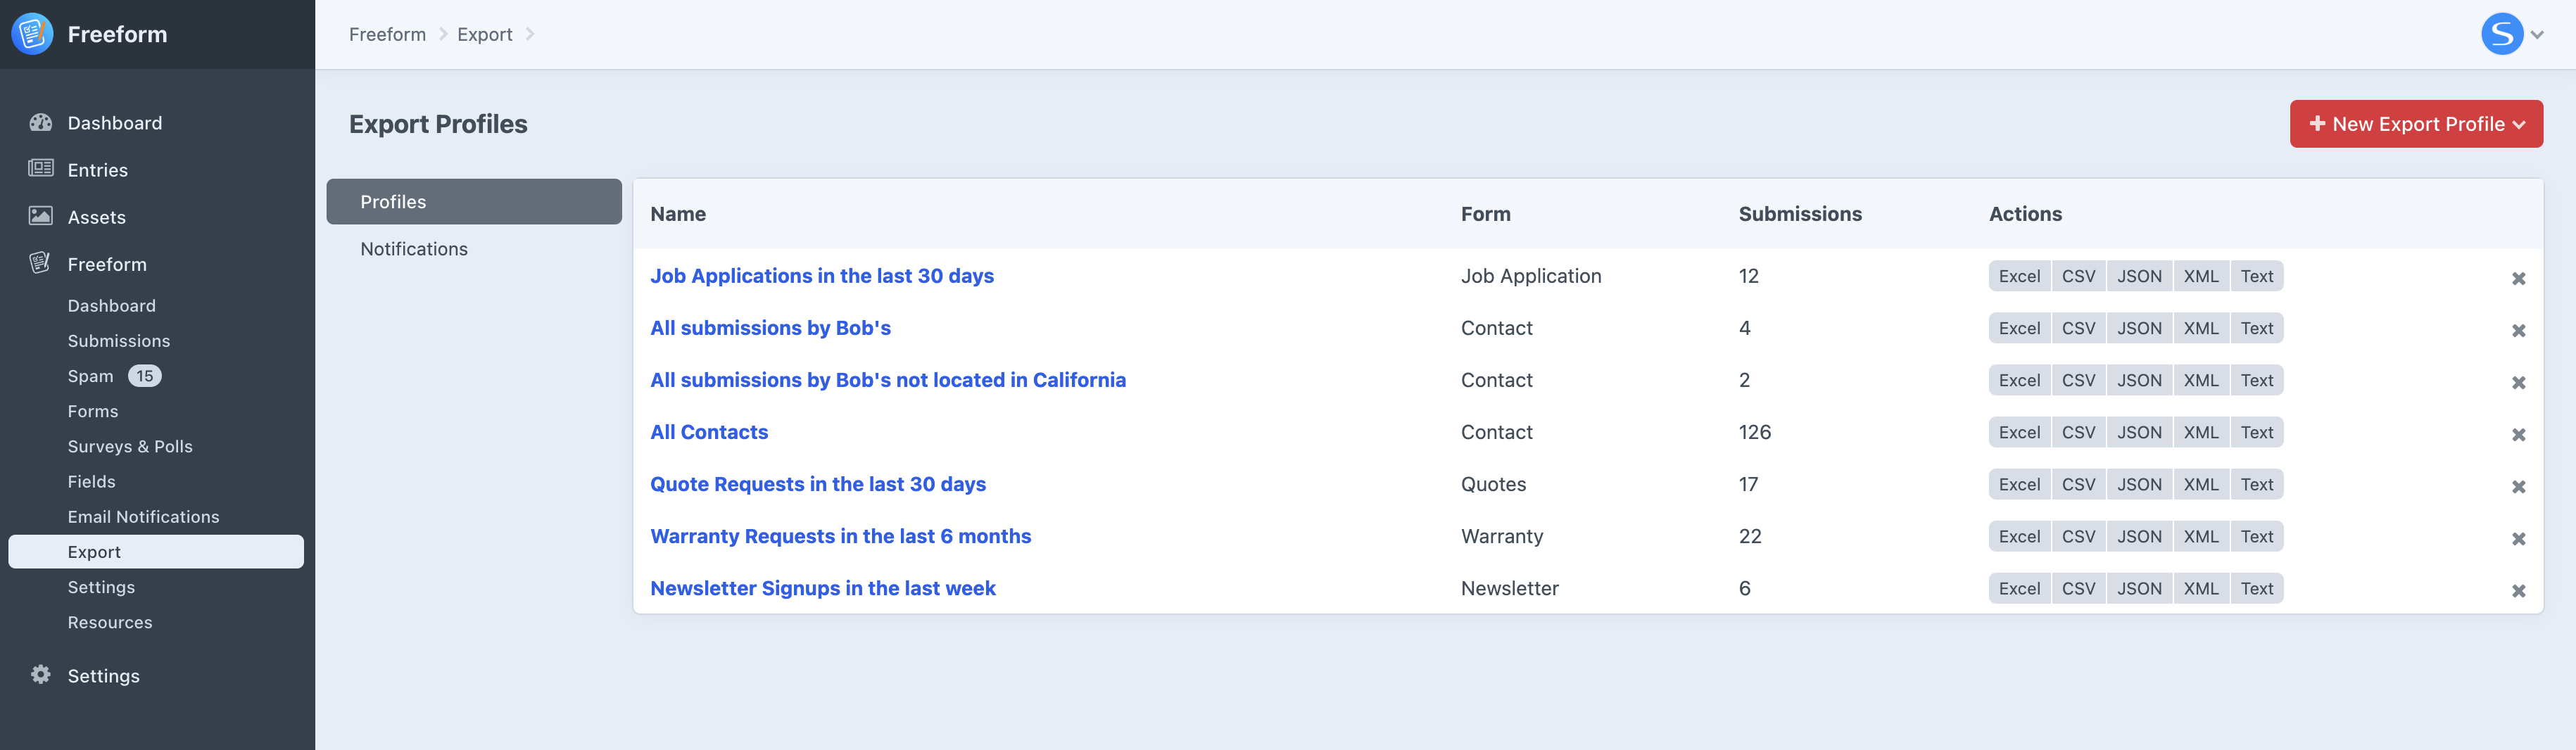 Freeform
Dashboard
Entries
Assets
Freeform
Dashboard
Submissions
Spam 15
Forms
Surveys & Polls
Fields
Email Notifications
Export
Settings
Resources
Settings
Freeform Export
S
Export Profiles
New Export Profile
Profiles
Notifications
Name Form Submissions Actions
Job Applications in the last 30 days Job Application 12 Excel CSV JSON XML Text
All submissions by Bob's Contact 4 Excel CSV JSON XML Text
All submissions by Bob's not located in California Contact 2 Excel CSV JSON XML Text
All Contacts Contact 126 Excel CSV JSON XML Text
Quote Requests in the last 30 days Quotes 17 Excel CSV JSON XML Text
Warranty Requests in the last 6 months Warranty 22 Excel CSV JSON XML Text
Newsletter Signups in the last week Newsletter 6 Excel CSV JSON XML Text